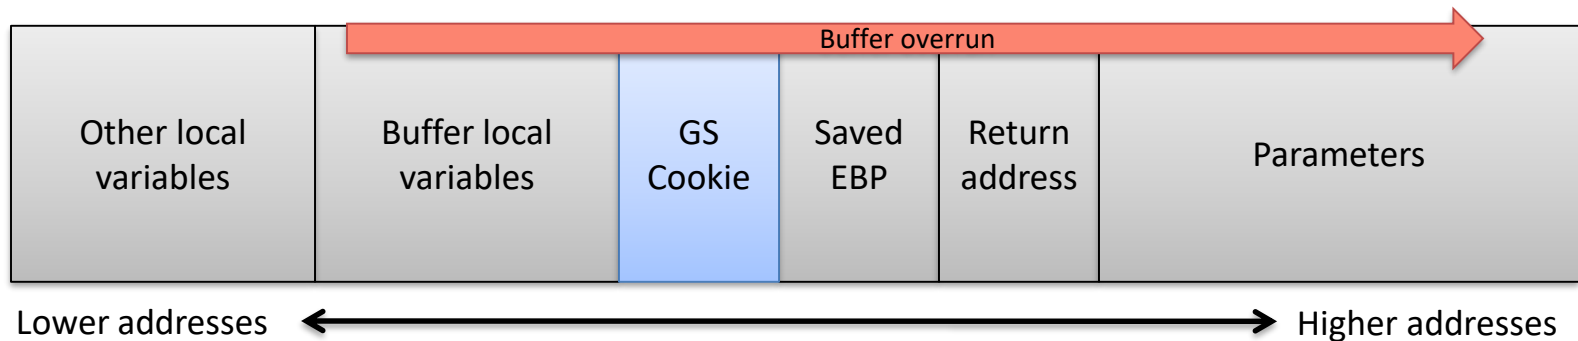 Buffer overrun
Other local
variables
Buffer local
variables
GS
Cookie
Saved
EBP
Return
address
Parameters
Lower addresses
Higher addresses